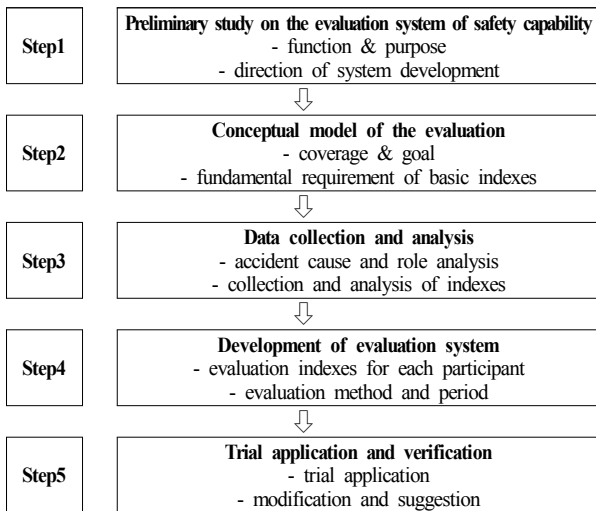 Step1
Preliminary study on the evaluation system of safety capability
- function & purpose
- direction of system development
Step2
Conceptual model of the evaluation
- coverage & goal
- fundamental requirement of basic indexes
Step3
Data collection and analysis
- accident cause and role analysis
- collection and analysis of indexes
Step4
Development of evaluation system
- evaluation indexes for each participant
- evaluation method and period
Step5
Trial application and verification
- trial application
- modification and suggestion